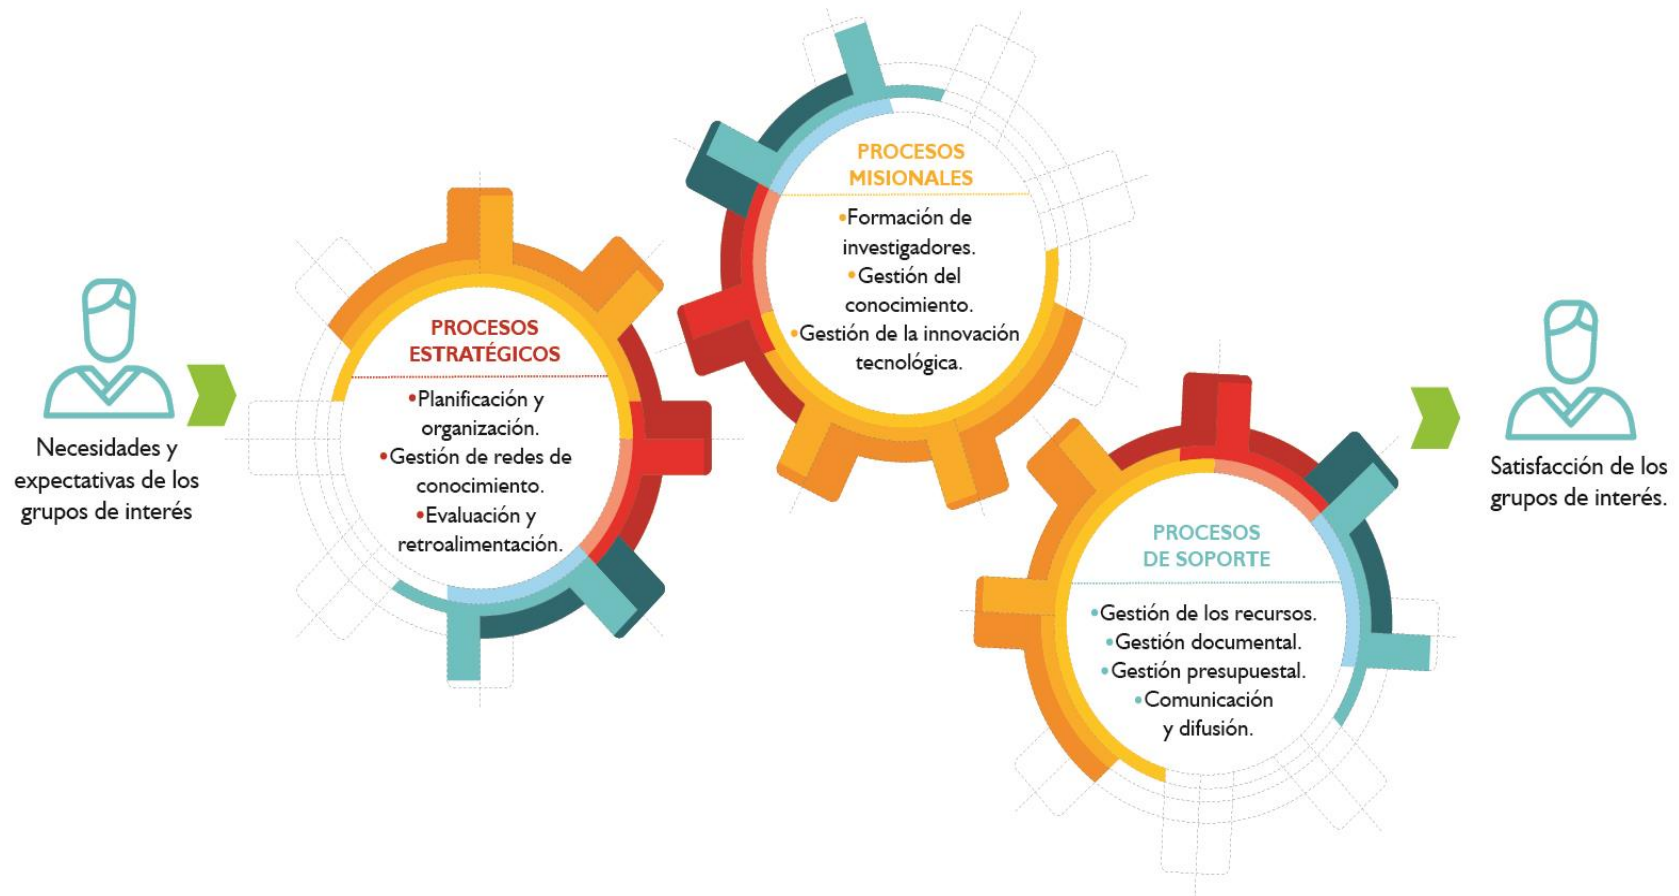 Necesidades y
expectativas de los
grupos de interés
PROCESOS
ESTRATÉGICOS
•Planificación y
organización.
•Gestión de redes de
conocimiento.
•Evaluación y
retroalimentación.
PROCESOS
MISIONALES
•Formación de
investigadores.
•Gestión del
conocimiento.
•Gestión de la innovación
tecnológica.
PROCESOS
DE SOPORTE
•Gestión de los recursos.
•Gestión documental.
•Gestión presupuestal.
•Comunicación
y difusión.
Satisfacción de los
grupos de interés.